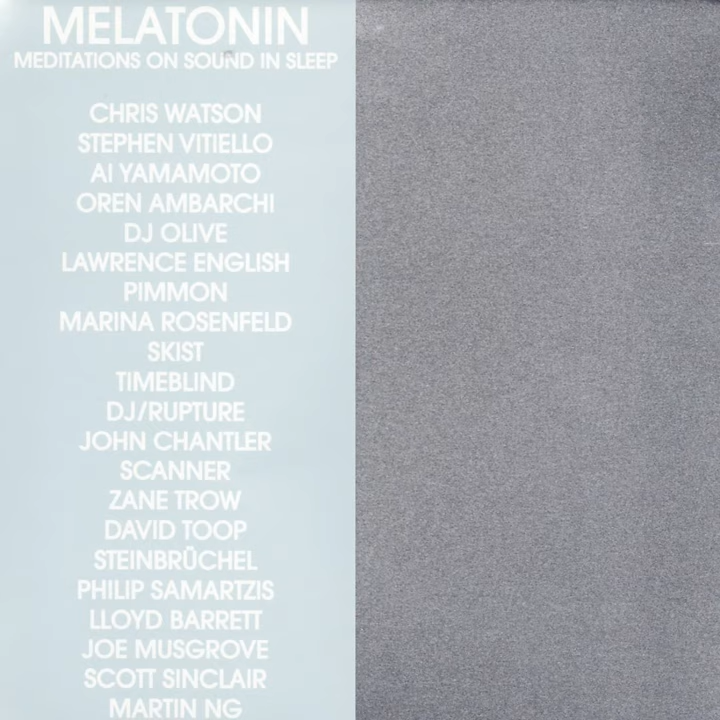 MELATONIN
MEDITATIONS ON SOUND IN SLEEP
CHRIS WATSON
STEPHEN VITIELLO
AI YAMAMOTO
OREN AMBARCHI
DJ OLIVE
LAWRENCE ENGLISH
PIMMON
MARINA ROSENFELD
SKIST
TIMEBLIND
DJ/RUPTURE
JOHN CHANTLER
SCANNER
ZANE TROW
DAVID TOOP
STEINBRÜCHEL
PHILIP SAMARTZIS
LLOYD BARRETT
JOE MUSGROVE
SCOTT SINCLAIR
MARTIN NG